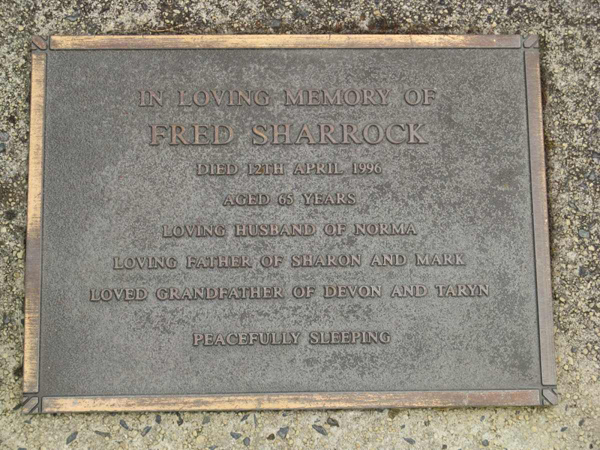 IN LOVING MEMORY OF
FRED SHARROCK
DIED 12TH APRIL 1996
AGED 65 YEARS
LOVING HUSBAND OF NORMA
LOVING FATHER OF SHARON AND MARK
LOVED GRANDFATHER OF DEVON AND TARYN
PEACEFULLY SLEEPING